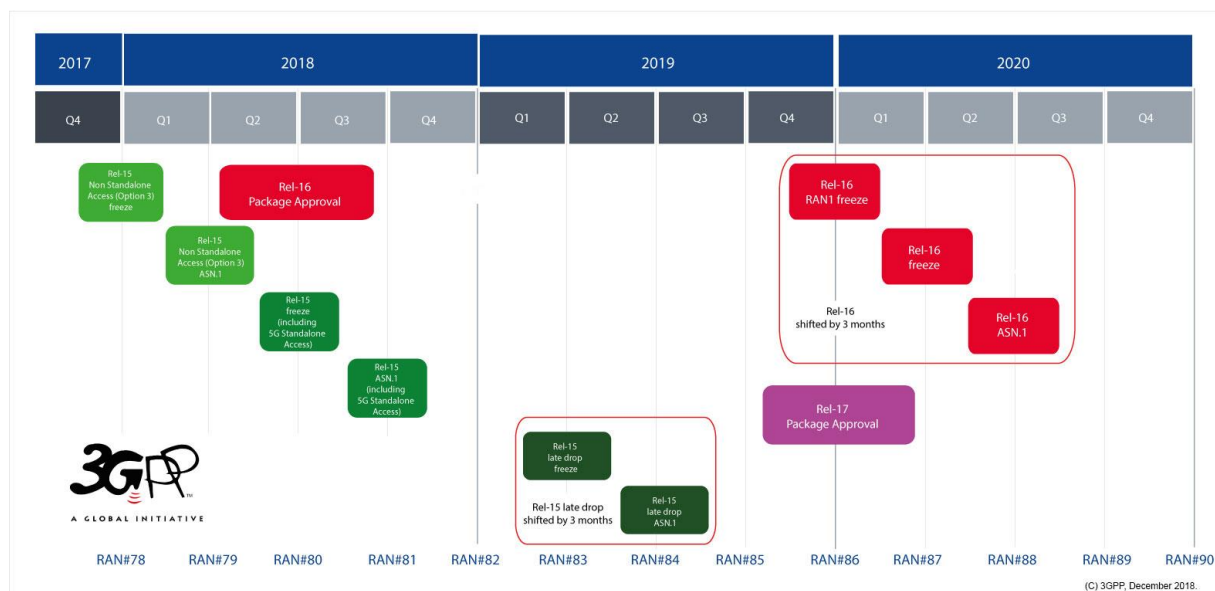 2017
2018
2019
2020
Q4
Q1
Q2
Q3
Q4
Q1
Q2
Q3
Q4
Q1
Q2
Q3
Q4
Rel-15
Non Standalone
Access (Option 3)
freeze
Rel-16
Package Approval
Rel-16
RAN1 freeze
Rel-15
Non Standalone
Access (Option 3)
ASN.1
Rel-16
freeze
Rel-15
freeze
(including
5G Standalone
Access)
Rel-16
shifted by 3 months
Rel-16
ASN.1
Rel-15
ASN.1
(including
5G Standalone
Access)
Rel-17
Package Approval
Rel-15
late drop
freeze
Rel-15 late drop
shifted by 3 months
Rel-15
late drop
ASN.1
3GPP™
A GLOBAL INITIATIVE
RAN#78
RAN#79
RAN#80
RAN#81
RAN#82
RAN#83
RAN#84
RAN#85
RAN#86
RAN#87
RAN#88
RAN#89
RAN#90
(C) 3GPP, December 2018.